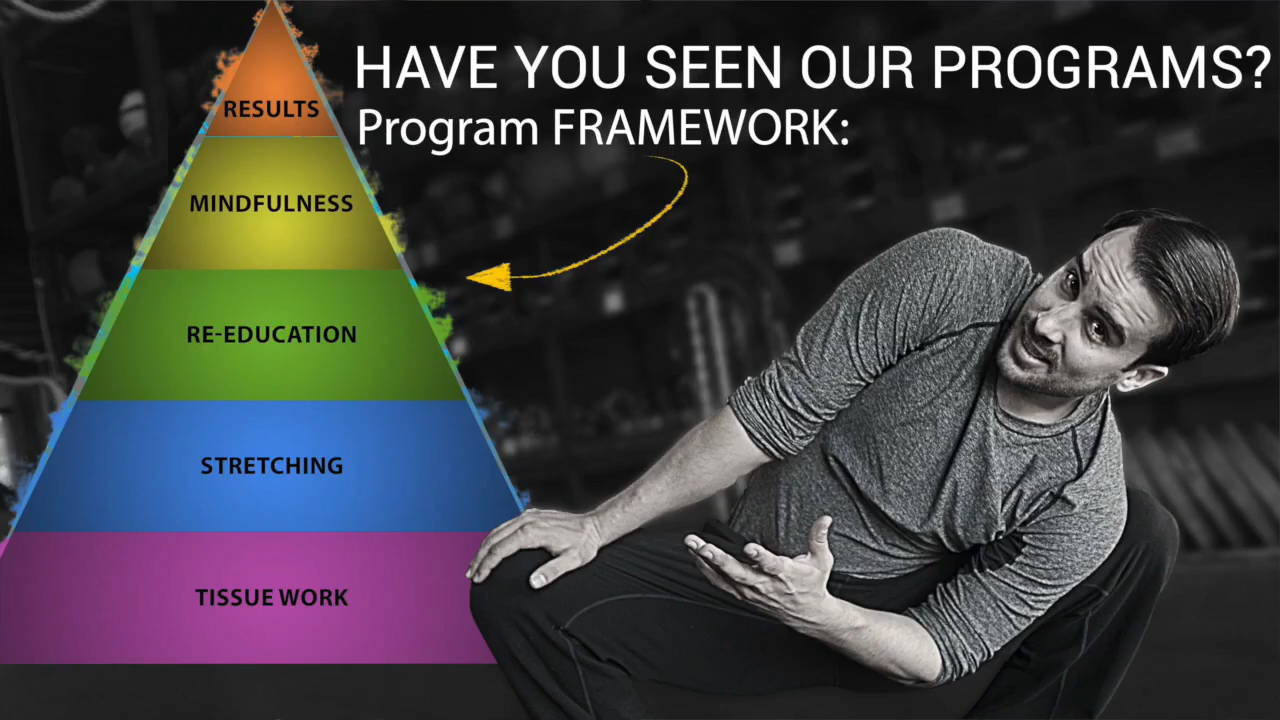 HAVE YOU SEEN OUR PROGRAMS?
Program FRAMEWORK:
RESULTS
MINDFULNESS
RE-EDUCATION
STRETCHING
TISSUE WORK